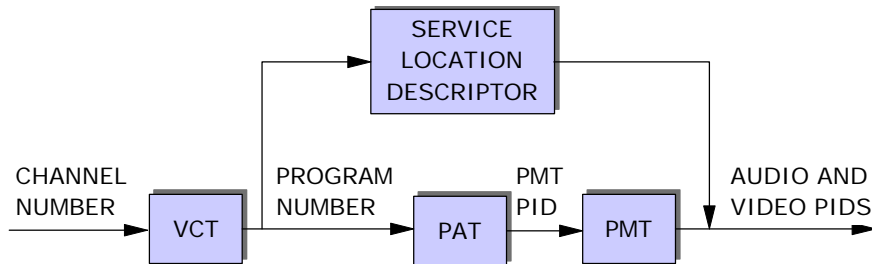 SERVICE
LOCATION
DESCRIPTOR
CHANNEL
NUMBER
PROGRAM
NUMBER
PMT
PID
AUDIO AND
VIDEO PIDS
VCT
PAT
PMT